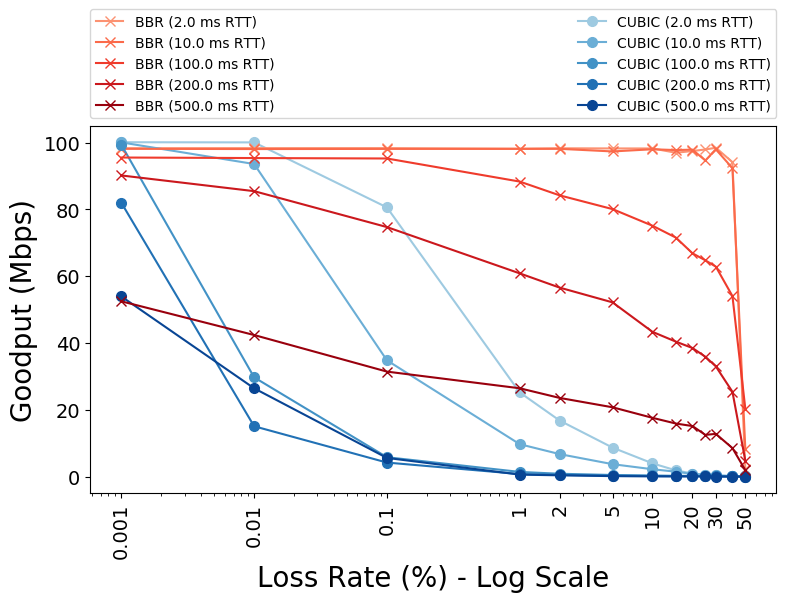 BBR (2.0 ms RTT)
BBR (10.0 ms RTT)
BBR (100.0 ms RTT)
BBR (200.0 ms RTT)
BBR (500.0 ms RTT)
CUBIC (2.0 ms RTT)
CUBIC (10.0 ms RTT)
CUBIC (100.0 ms RTT)
CUBIC (200.0 ms RTT)
CUBIC (500.0 ms RTT)
Goodput (Mbps)
100
80
60
40
20
0
0.001
0.01
0.1
1
2
5
10
20
30
50
Loss Rate (%) - Log Scale